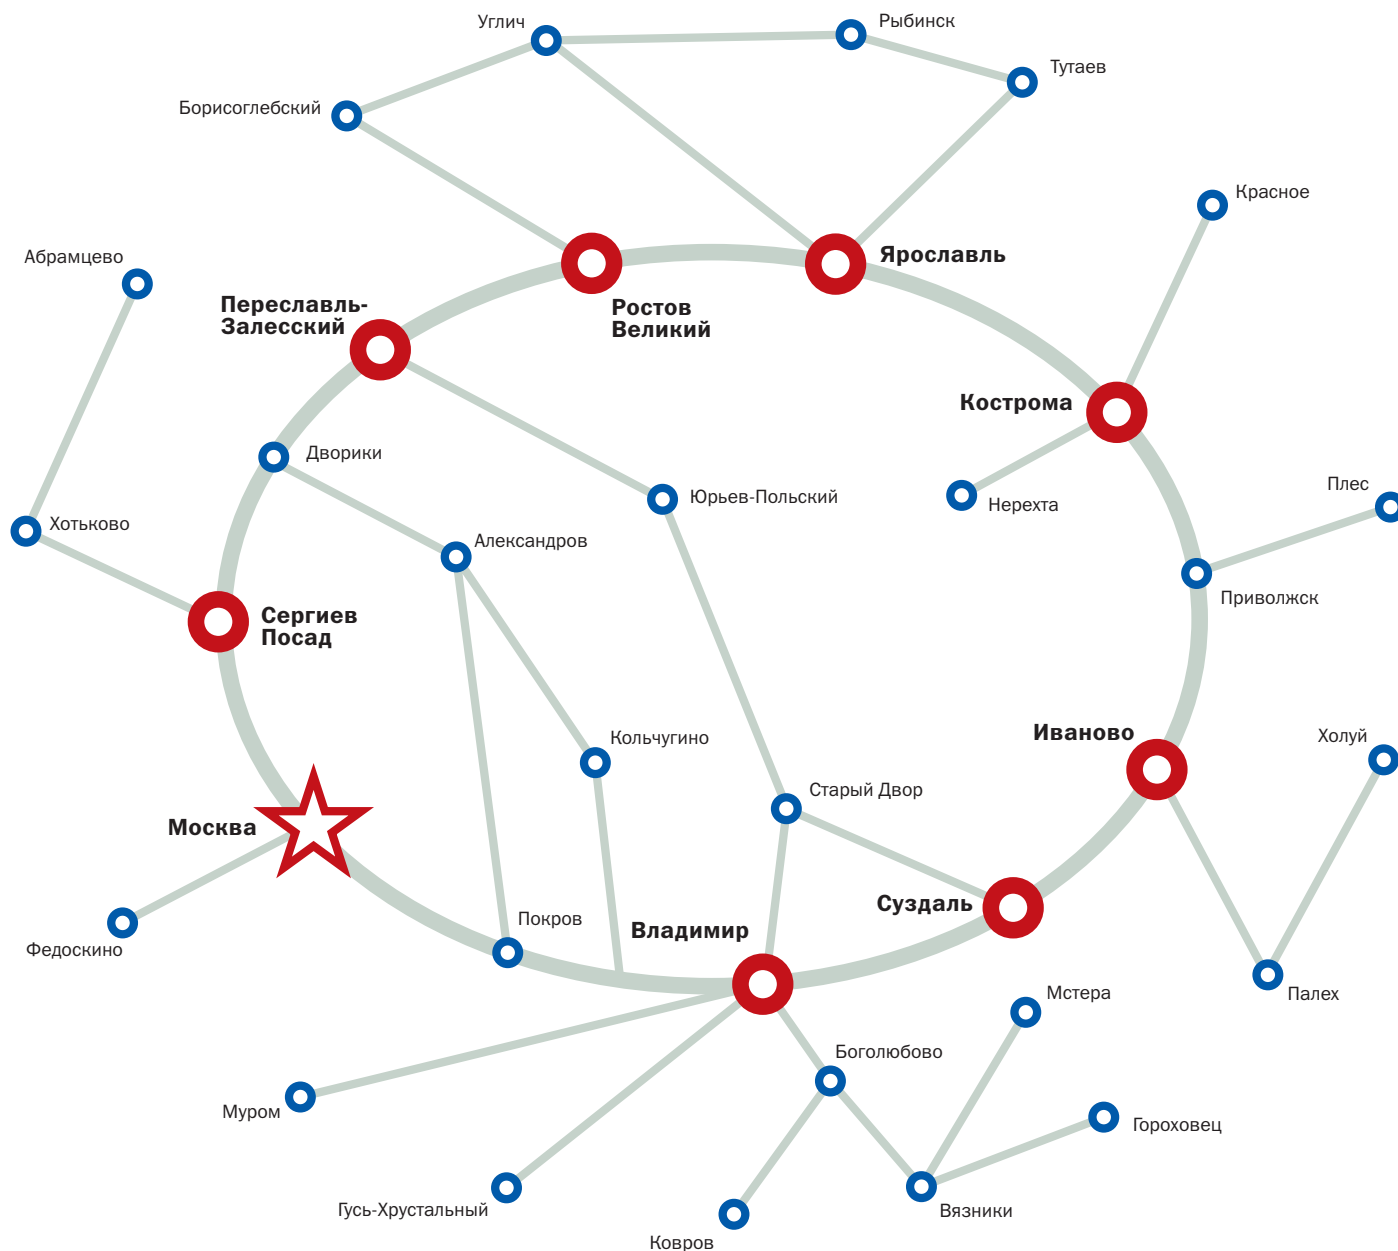 Углич
Рыбинск
Тутаев
Борисоглебский
Красное
Абрамцево
Ярославль
Переславль-
Залесский
Ростов
Великий
Кострома
Дворики
Юрьев-Польский
Нерехта
Плес
Хотьково
Александров
Приволжск
Сергиев
Посад
Кольчугино
Иваново
Холуй
Старый Двор
Москва
Суздаль
Покров
Владимир
Федоскино
Мстера
Палех
Боголюбово
Муром
Гороховец
Гусь-Хрустальный
Вязники
Ковров